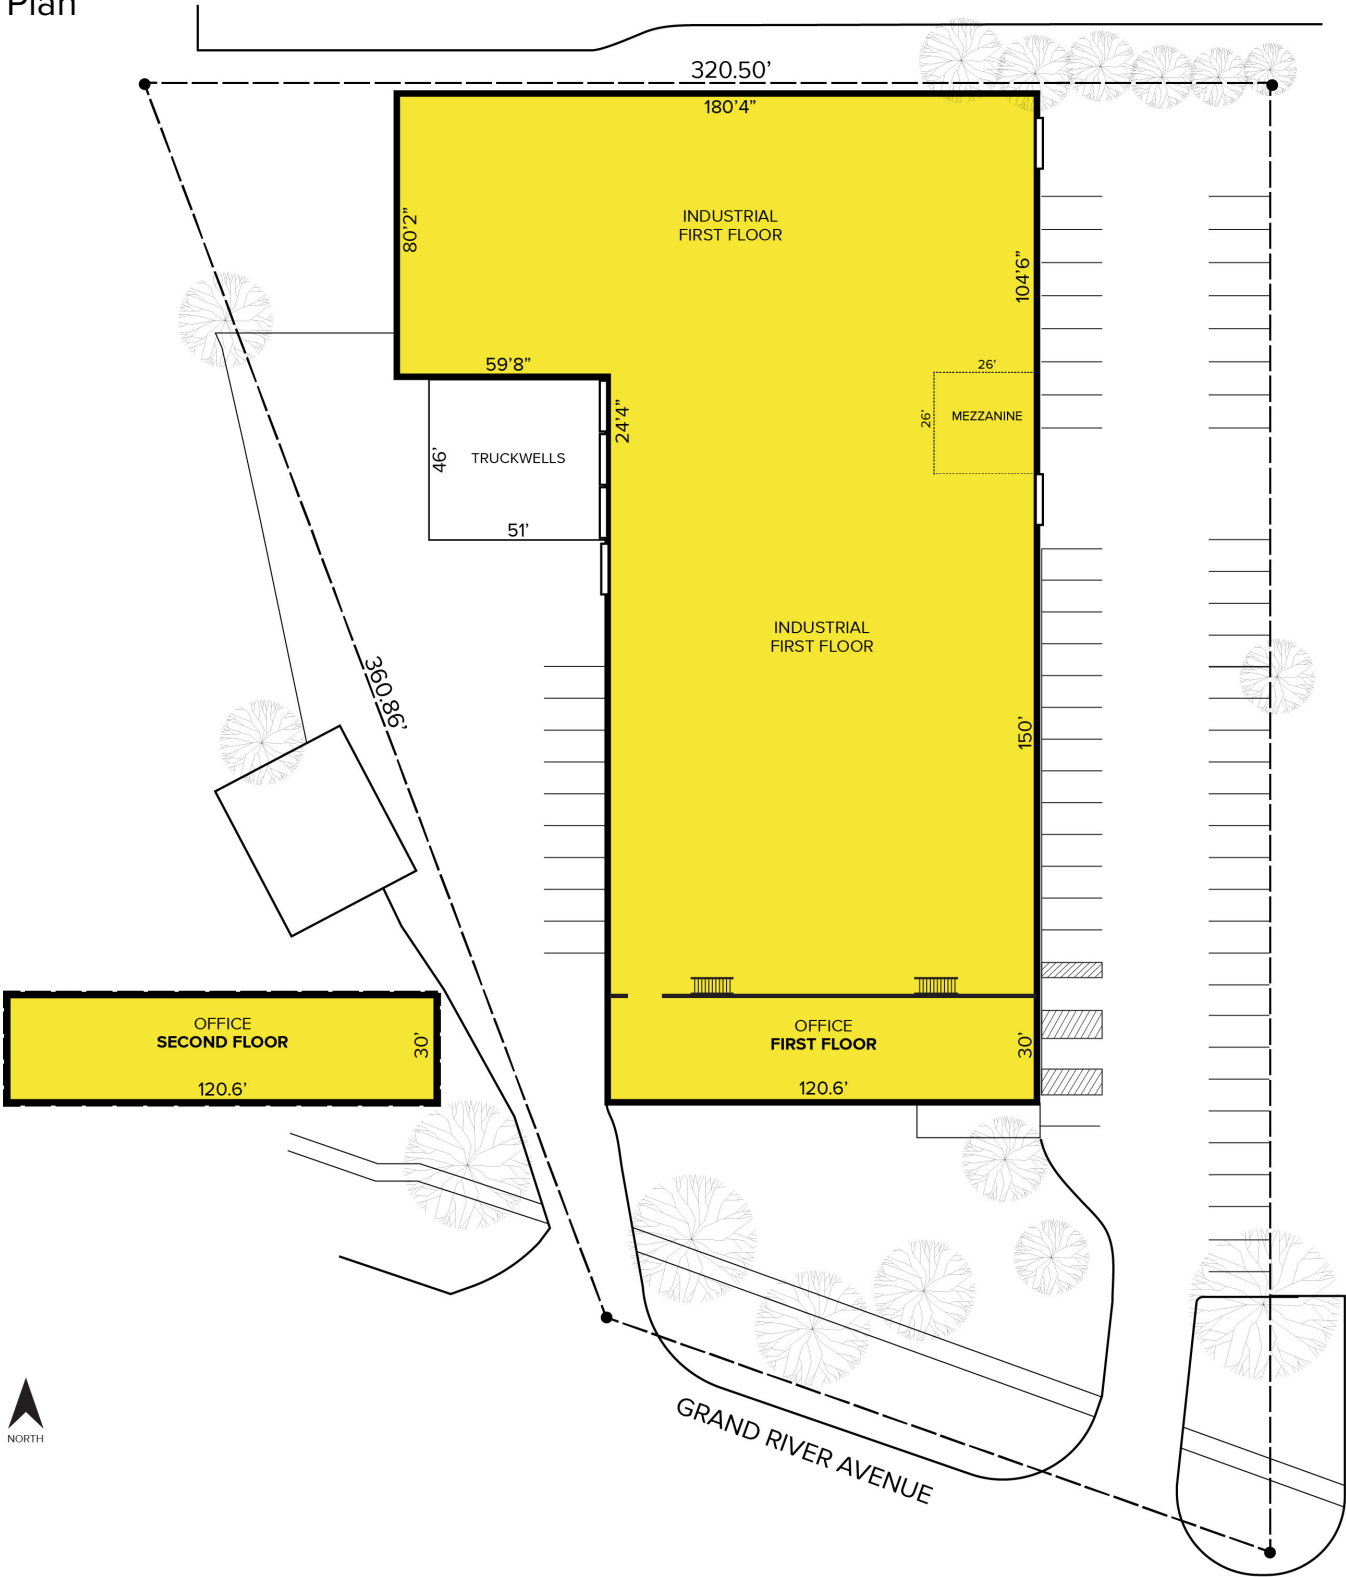 Plan
320.50’
180’4”
INDUSTRIAL
FIRST FLOOR
80’2”
104’6”
59’8”
24’4”
26’
26’
MEZZANINE
46’
TRUCKWELLS
51’
INDUSTRIAL
FIRST FLOOR
360.86’
150’
OFFICE
SECOND FLOOR
30’
120.6’
OFFICE
FIRST FLOOR
30’
120.6’
GRAND RIVER AVENUE
NORTH